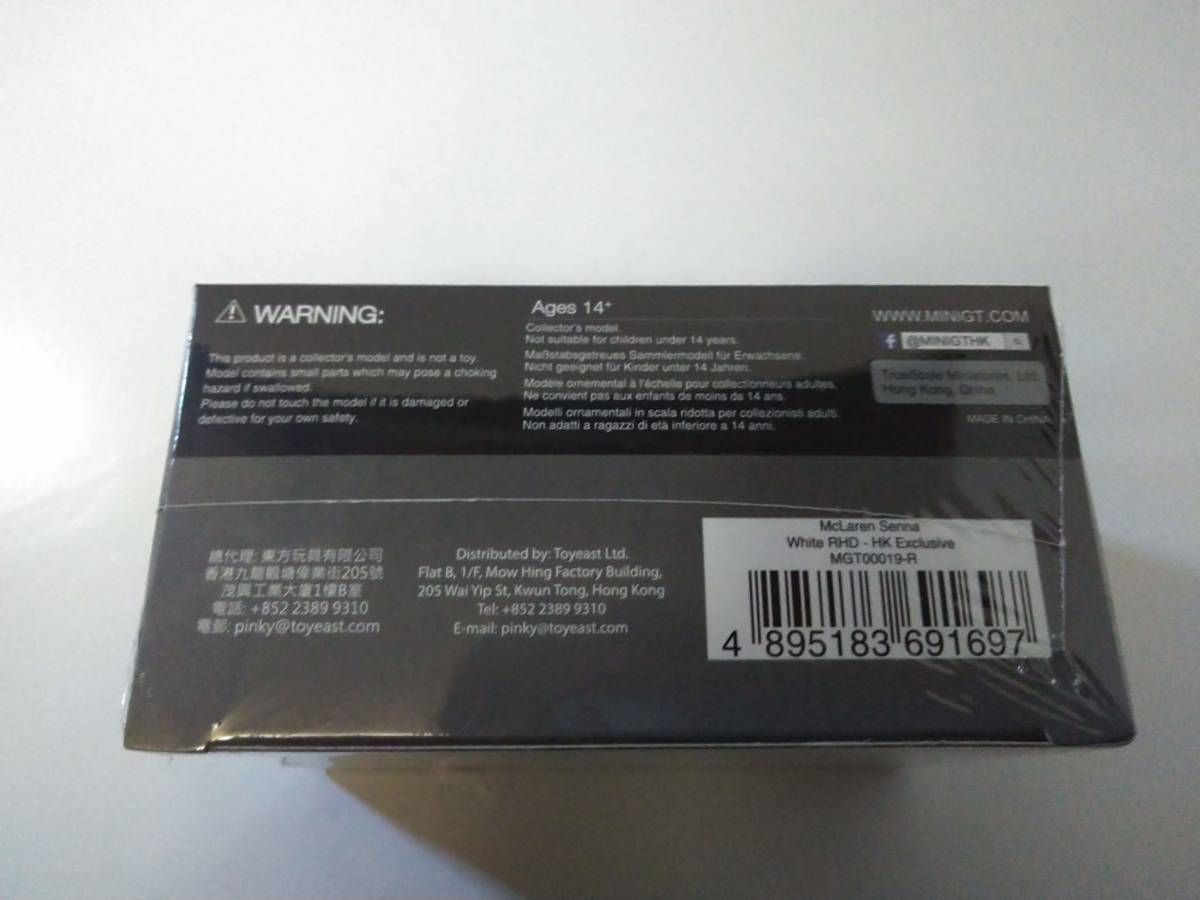 WARNING:
This product is a collector's model and is not a toy.
Model contains small parts which may pose a choking
hazard if swallowed.
Please do not touch the model if it is damaged or
defective for your own safety.
Ages 14+
Collector's model.
Not suitable for children under 14 years.
Maßstabsgetreues Sammlermodell für Erwachsene.
Nicht geeignet für Kinder unter 14 Jahren.
Modèle ornemental à l'échelle pour collectionneurs adultes.
Ne convient pas aux enfants de moins de 14 ans.
Modelli ornamentali in scala ridotta per collezionisti adulti.
Non adatti a ragazzi di età inferiore a 14 anni.
WWW.MINIGT.COM
f @MINIGTHK
TrueScale Miniatures, Ltd.
Hong Kong, China
MADE IN CHINA
總代理: 東方玩具有限公司
香港九龍觀塘偉業街205號
茂興工業大廈1樓B室
電話: +852 2389 9310
電郵: pinky@toyeast.com
Distributed by: Toyeast Ltd.
Flat B, 1/F, Mow Hing Factory Building,
205 Wai Yip St, Kwun Tong, Hong Kong
Tel: +852 2389 9310
E-mail: pinky@toyeast.com
McLaren Senna
White RHD - HK Exclusive
MGT00019-R
4 895183 691697